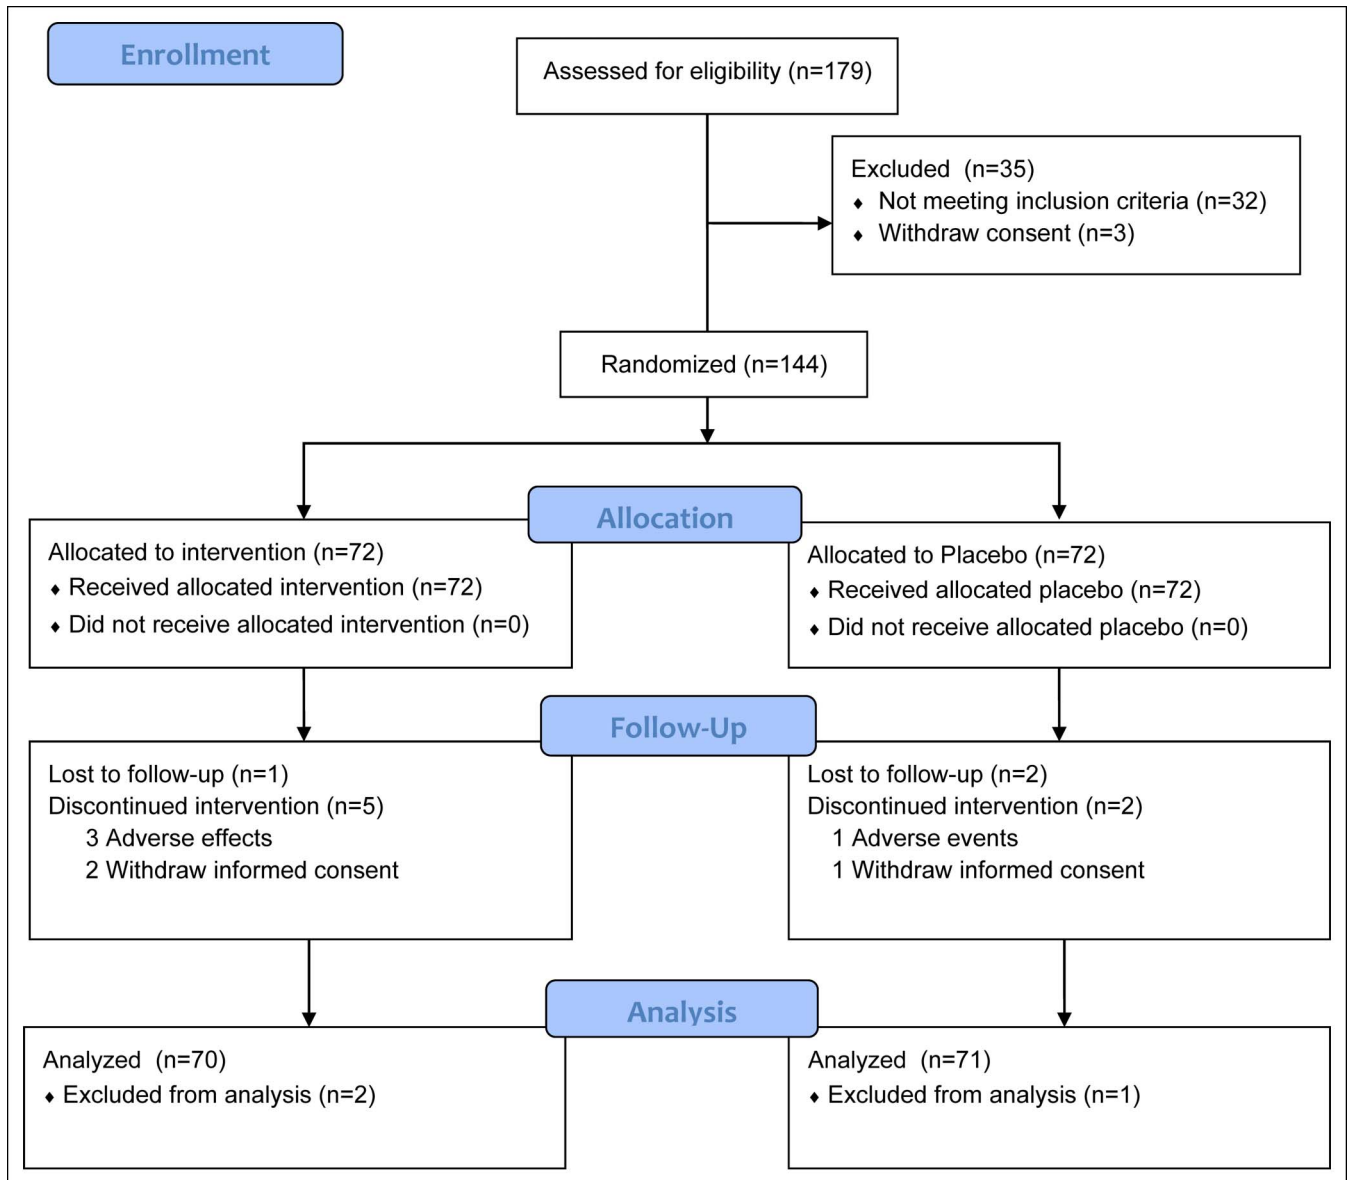 Enrollment
Assessed for eligibility (n=179)
Excluded  (n=35)
♦ Not meeting inclusion criteria (n=32)
♦ Withdraw consent (n=3)
Randomized (n=144)
Allocation
Allocated to intervention (n=72)
♦ Received allocated intervention (n=72)
♦ Did not receive allocated intervention (n=0)
Allocated to Placebo (n=72)
♦ Received allocated placebo (n=72)
♦ Did not receive allocated placebo (n=0)
Follow-Up
Lost to follow-up (n=1)
Discontinued intervention (n=5)
3 Adverse effects
2 Withdraw informed consent
Lost to follow-up (n=2)
Discontinued intervention (n=2)
1 Adverse events
1 Withdraw informed consent
Analysis
Analyzed  (n=70)
♦ Excluded from analysis (n=2)
Analyzed  (n=71)
♦ Excluded from analysis (n=1)